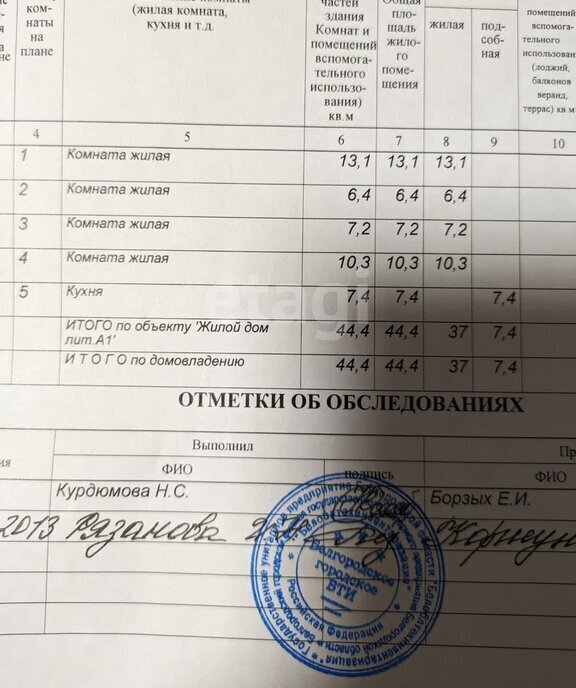 ком-
наты
на
плане
(жилая комната,
кухня и т.д.
частей
здания
Комнат и
помещений
вспомога-
тельного
использо-
вания)
кв.м
Общая
пло-
щадь
жило-
го
поме-
щения
жилая
под-
соб-
ная
помещений
вспомога-
тельного
использован
(лоджий,
балконов
веранд,
террас) кв м
4 5 6 7 8 9 10
1 Комната жилая 13,1 13,1 13,1
2 Комната жилая 6,4 6,4 6,4
3 Комната жилая 7,2 7,2 7,2
4 Комната жилая 10,3 10,3 10,3
5 Кухня 7,4 7,4 7,4
ИТОГО по объекту 'Жилой дом
лит.А1' 44,4 44,4 37 7,4
И Т О Г О по домовладению 44,4 44,4 37 7,4
etagi
ОТМЕТКИ ОБ ОБСЛЕДОВАНИЯХ
Выполнил
ФИО подпись ФИО
Курдюмова Н.С. Борзых Е.И.
2013 Рязанова
Белгородское
городское
БТИ
Российская Федерация